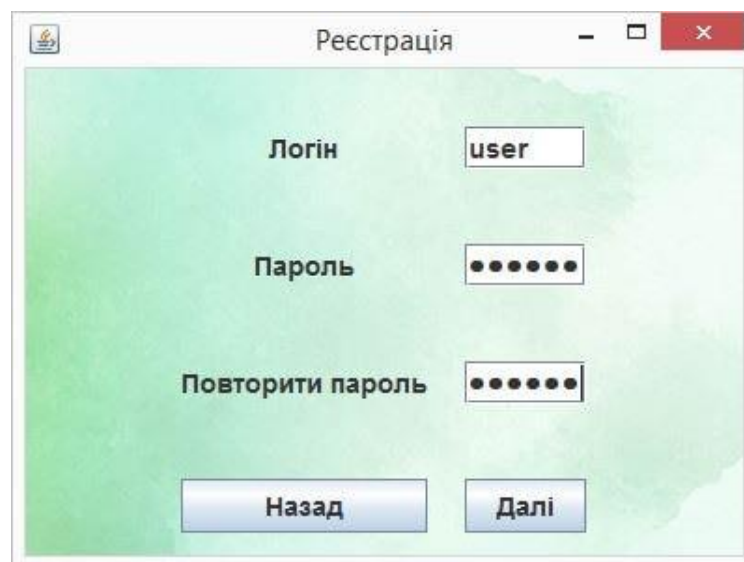 Реєстрація
Логін user
Пароль ●●●●●●
Повторити пароль ●●●●●●
Назад Далі